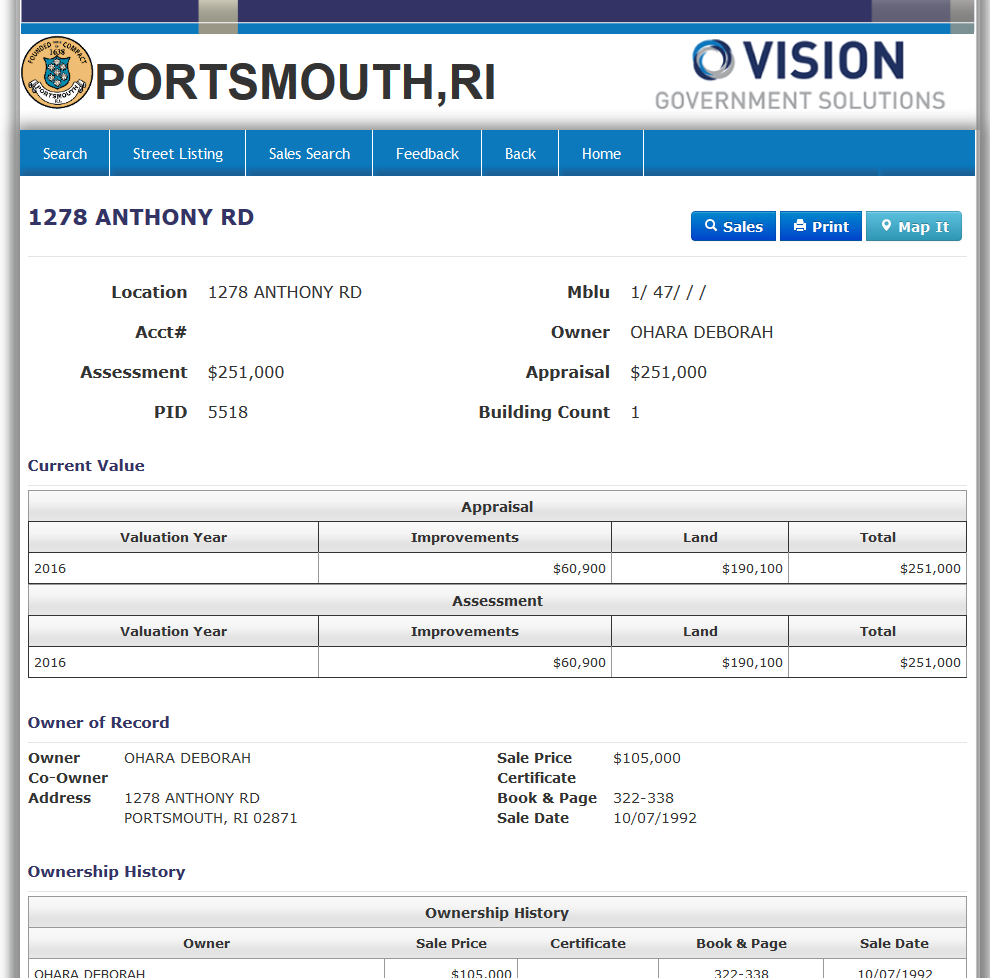 FOUNDED BY COMPACT
1638
PORTSMOUTH
R.I.
PORTSMOUTH,RI
VISION
GOVERNMENT SOLUTIONS
Search Street Listing Sales Search Feedback Back Home
1278 ANTHONY RD
Sales Print Map It
Location 1278 ANTHONY RD Mblu 1/ 47/ / /
Acct# Owner OHARA DEBORAH
Assessment $251,000 Appraisal $251,000
PID 5518 Building Count 1
Current Value
Appraisal
Valuation Year Improvements Land Total
2016 $60,900 $190,100 $251,000
Assessment
Valuation Year Improvements Land Total
2016 $60,900 $190,100 $251,000
Owner of Record
Owner OHARA DEBORAH Sale Price $105,000
Co-Owner Certificate
Address 1278 ANTHONY RD Book & Page 322-338
PORTSMOUTH, RI 02871 Sale Date 10/07/1992
Ownership History
Ownership History
Owner Sale Price Certificate Book & Page Sale Date
OHARA DEBORAH $105,000 322-338 10/07/1992